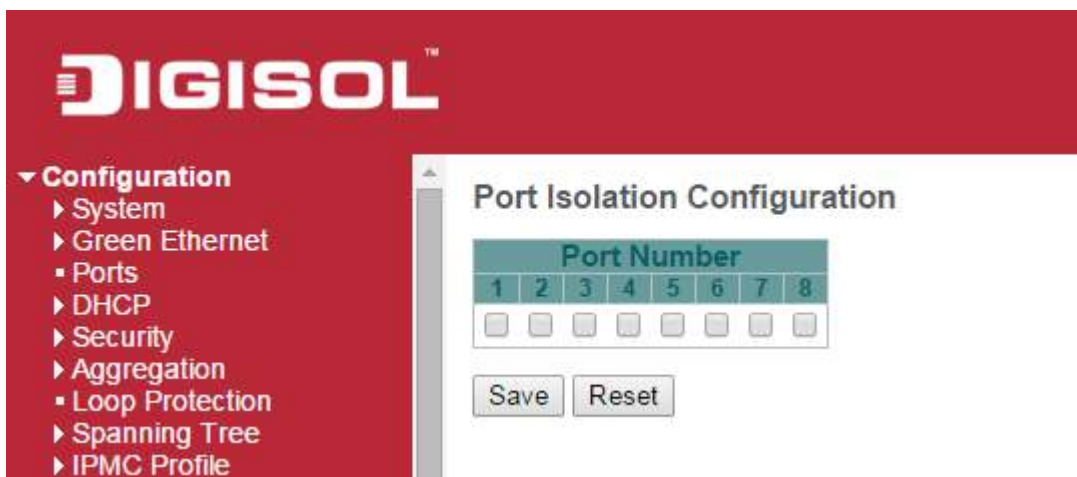 DIGISOL™
Configuration
System
Green Ethernet
Ports
DHCP
Security
Aggregation
Loop Protection
Spanning Tree
IPMC Profile
Port Isolation Configuration
Port Number
1 2 3 4 5 6 7 8
Save Reset